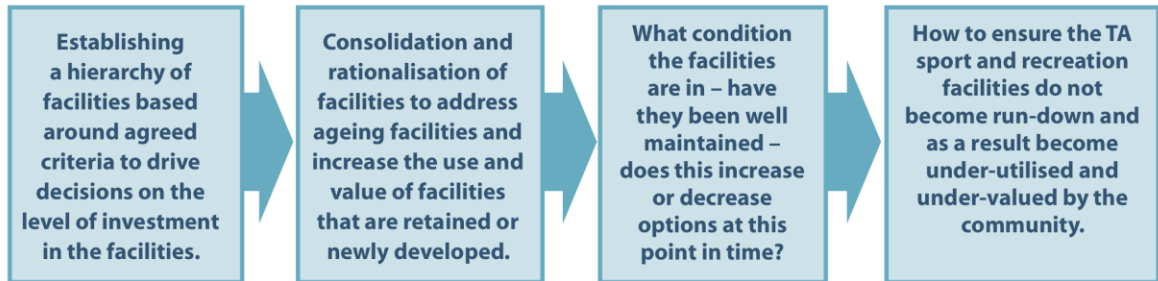 Establishing
a hierarchy of
facilities based
around agreed
criteria to drive
decisions on the
level of investment
in the facilities.
Consolidation and
rationalisation of
facilities to address
ageing facilities and
increase the use and
value of facilities
that are retained or
newly developed.
What condition
the facilities
are in – have
they been well
maintained –
does this increase
or decrease
options at this
point in time?
How to ensure the TA
sport and recreation
facilities do not
become run-down and
as a result become
under-utilised and
under-valued by the
community.